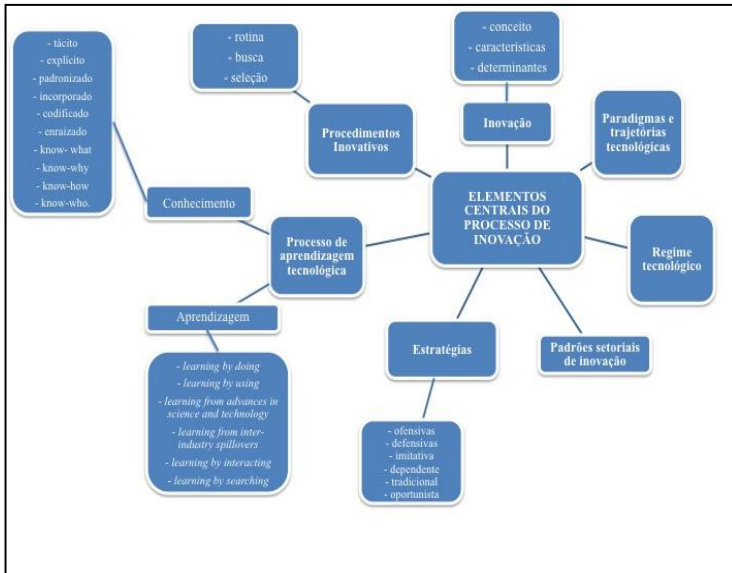 - tácito
- explícito
- padronizado
- incorporado
- codificado
- enraizado
- know- what
- know-why
- know-how
- know-who.
- rotina
- busca
- seleção
- conceito
- características
- determinantes
Procedimentos
Inovativos
Inovação
Paradigmas e
trajetórias
tecnológicas
ELEMENTOS
CENTRAIS DO
PROCESSO DE
INOVAÇÃO
Conhecimento
Processo de
aprendizagem
tecnológica
Regime
tecnológico
Aprendizagem
Estratégias
Padrões setoriais
de inovação
- learning by doing
- learning by using
- learning from advances in
science and technology
- learning from inter-
industry spillovers
- learning by interacting
- learning by searching
- ofensivas
- defensivas
- imitativa
- dependente
- tradicional
- oportunista